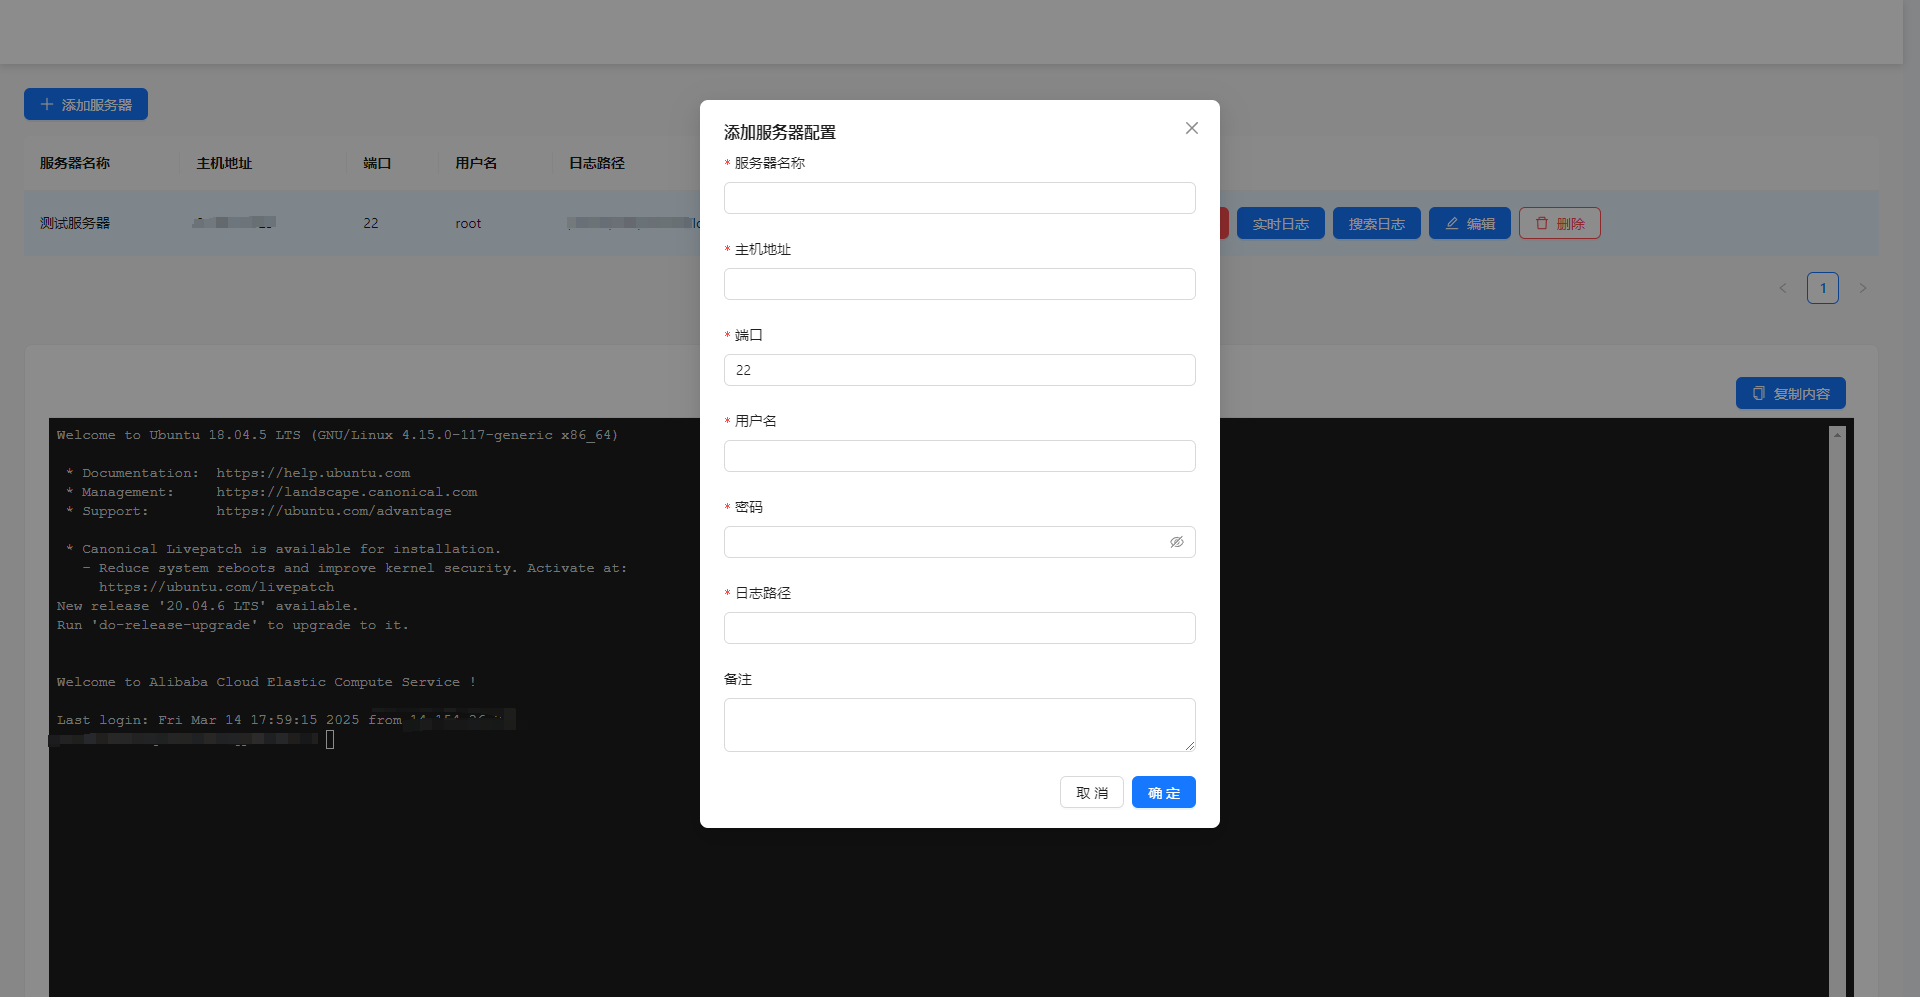 添加服务器
服务器名称 主机地址 端口 用户名 日志路径
测试服务器 22 root
实时日志 搜索日志 编辑 删除
1
复制内容
Welcome to Ubuntu 18.04.5 LTS (GNU/Linux 4.15.0-117-generic x86_64)
* Documentation: https://help.ubuntu.com
* Management: https://landscape.canonical.com
* Support: https://ubuntu.com/advantage
* Canonical Livepatch is available for installation.
- Reduce system reboots and improve kernel security. Activate at:
https://ubuntu.com/livepatch
New release '20.04.6 LTS' available.
Run 'do-release-upgrade' to upgrade to it.
Welcome to Alibaba Cloud Elastic Compute Service !
Last login: Fri Mar 14 17:59:15 2025 from
添加服务器配置
* 服务器名称
* 主机地址
* 端口
22
* 用户名
* 密码
* 日志路径
备注
取 消 确 定